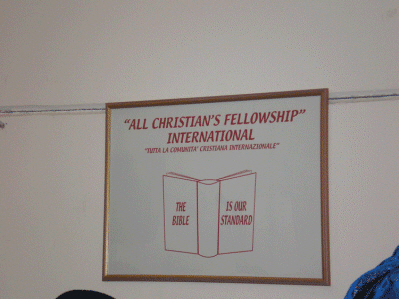 "ALL CHRISTIAN'S FELLOWSHIP"
INTERNATIONAL
"TUTTA LA COMUNITA' CRISTIANA INTERNAZIONALE"
THE
BIBLE
IS OUR
STANDARD